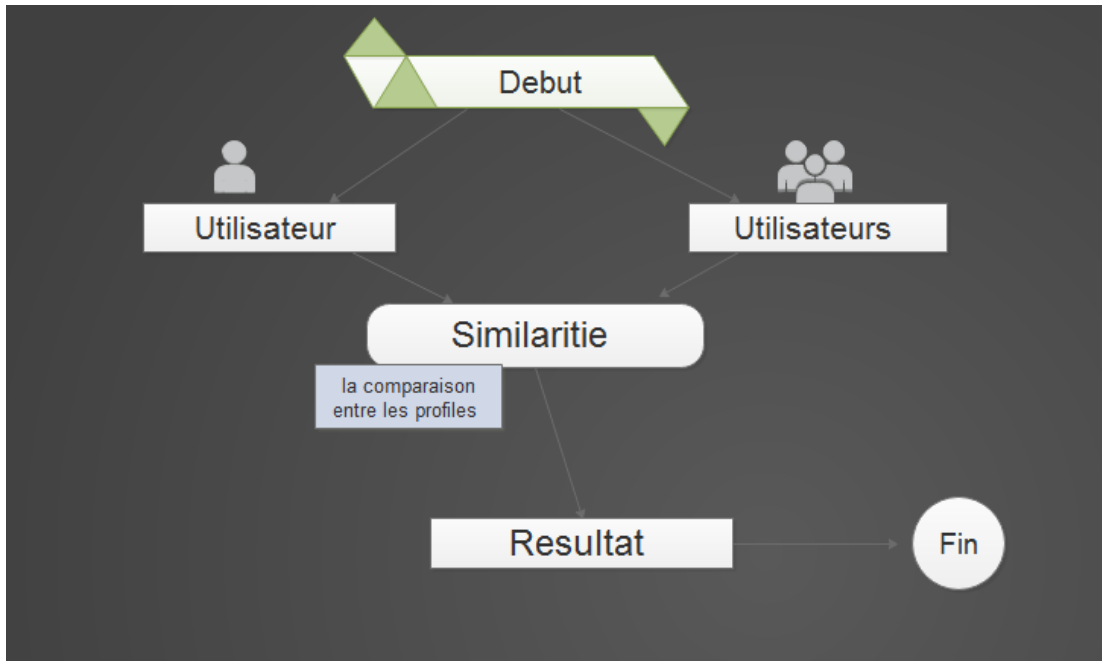 Debut
Utilisateur
Utilisateurs
Similaritie
la comparaison
entre les profiles
Resultat
Fin